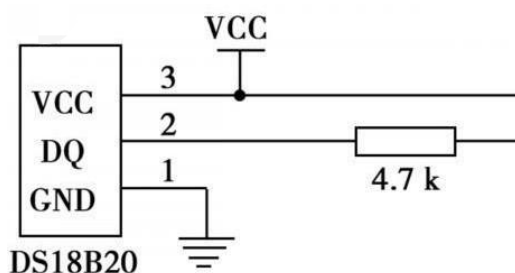 VCC
3
VCC
2
DQ
4.7 k
1
GND
DS18B20